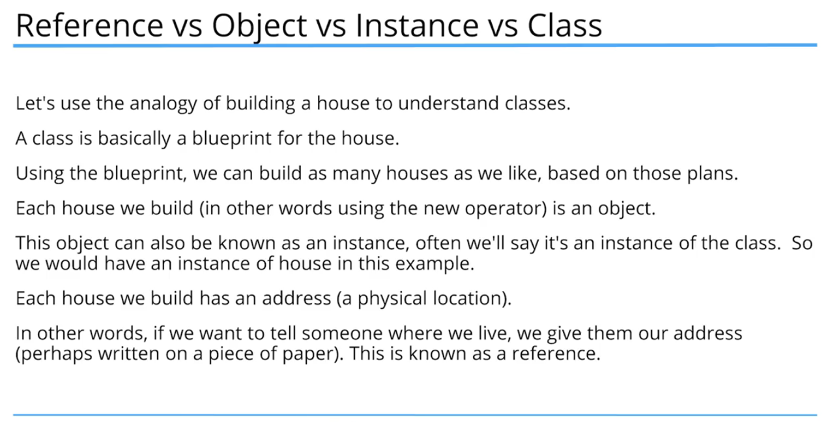 Reference vs Object vs Instance vs Class
Let's use the analogy of building a house to understand classes.
A class is basically a blueprint for the house.
Using the blueprint, we can build as many houses as we like, based on those plans.
Each house we build (in other words using the new operator) is an object.
This object can also be known as an instance, often we'll say it's an instance of the class.  So
we would have an instance of house in this example.
Each house we build has an address (a physical location).
In other words, if we want to tell someone where we live, we give them our address
(perhaps written on a piece of paper). This is known as a reference.